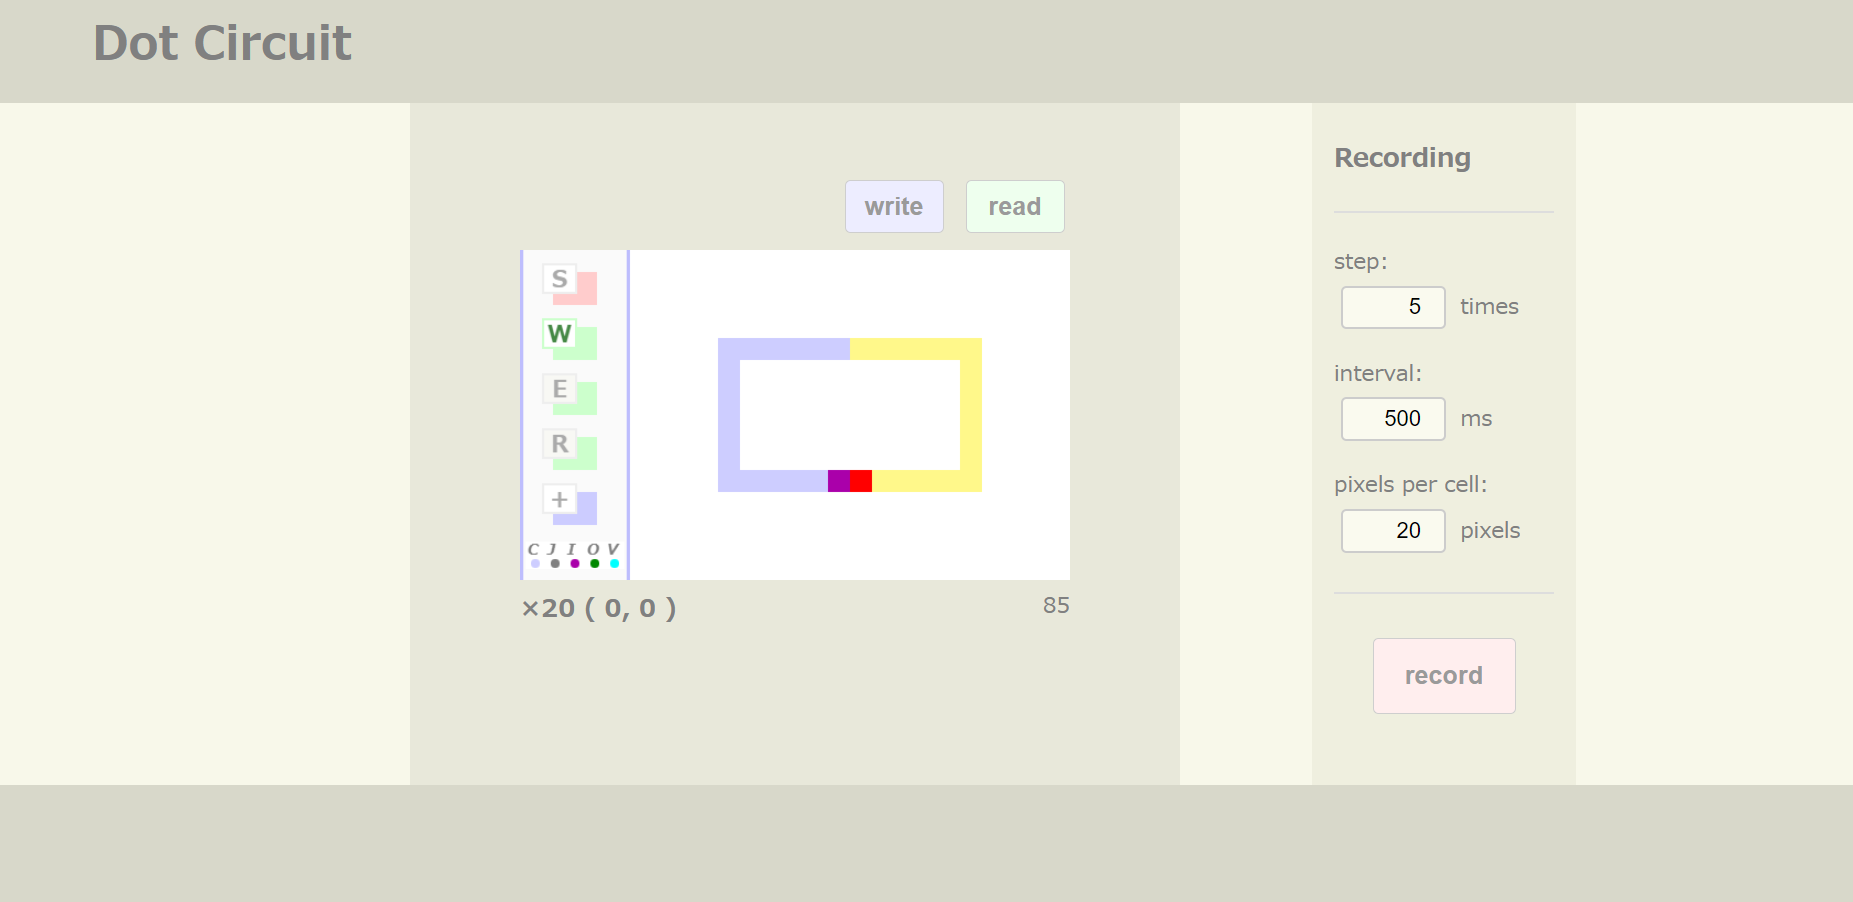 Dot Circuit
write read
S
W
E
R
+
C J I O V
×20 ( 0, 0 ) 85
Recording
step:
5 times
interval:
500 ms
pixels per cell:
20 pixels
record